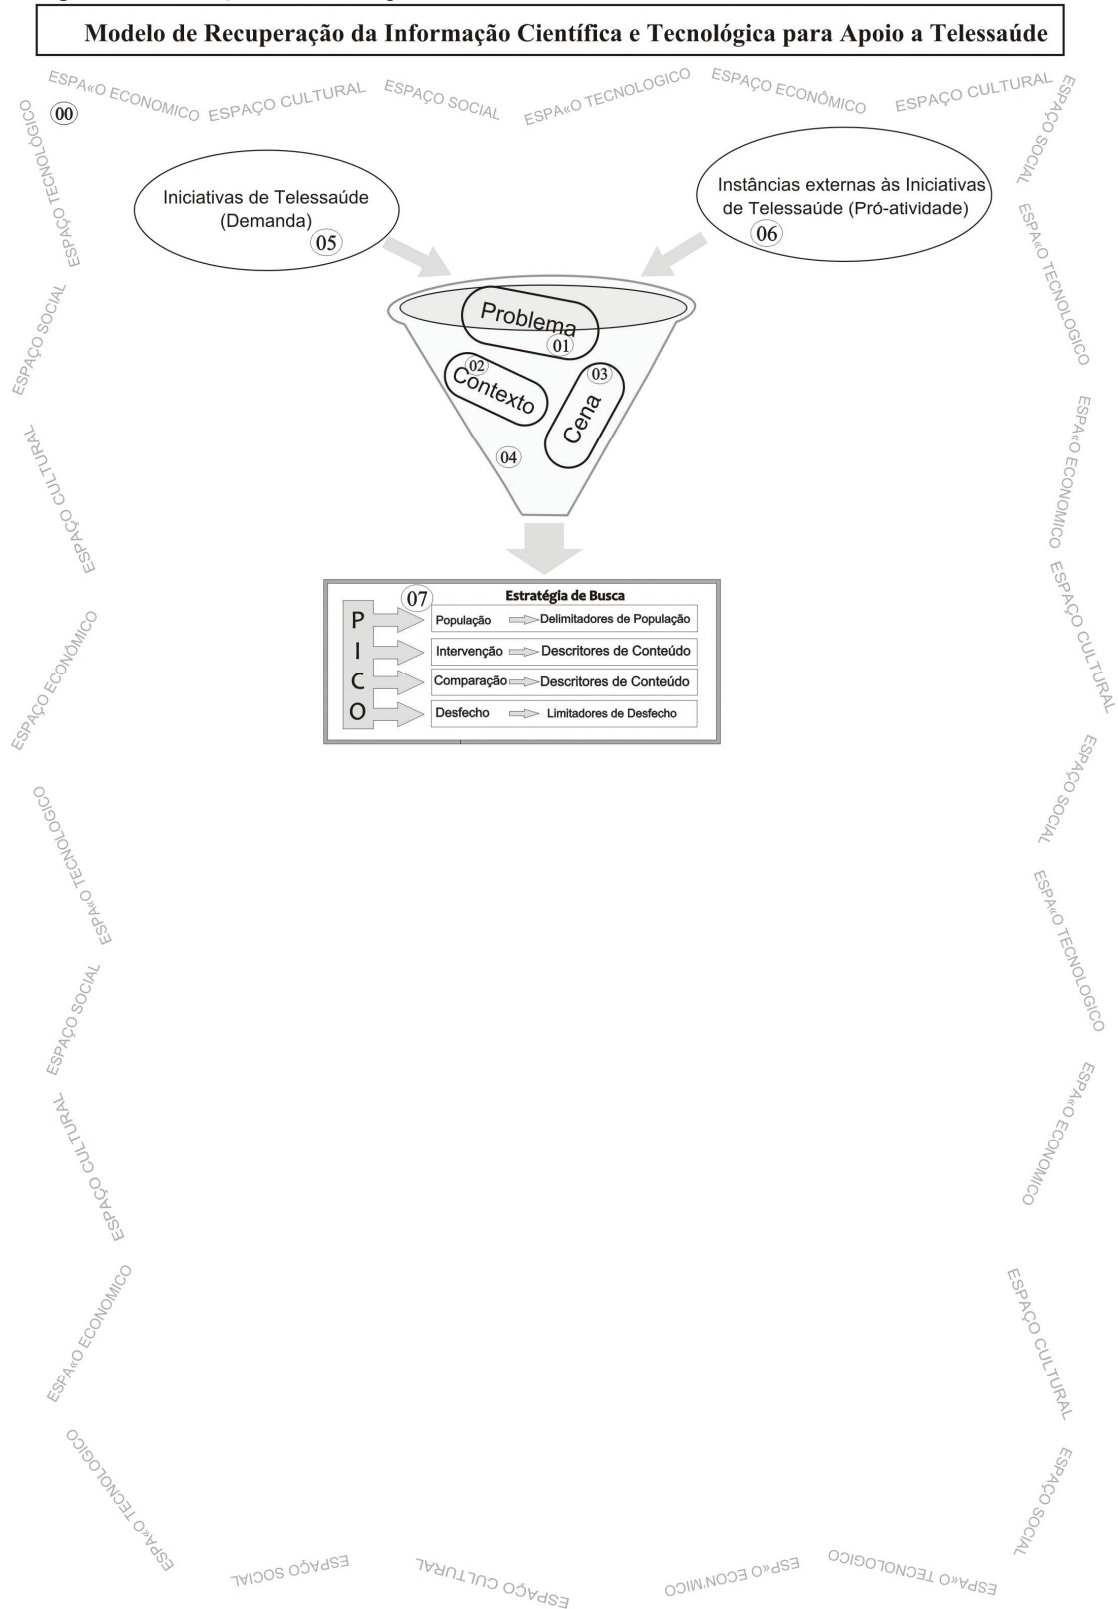 Modelo de Recuperação da Informação Científica e Tecnológica para Apoio a Telessaúde
ESPA«O ECONOMICO
ESPAÇO CULTURAL
ESPAÇO SOCIAL
ESPA«O TECNOLOGICO
ESPAÇO ECONÔMICO
ESPAÇO CULTURAL
ESPAÇO SOCIAL
00
ESPAÇO TECNOLÓGICO
Iniciativas de Telessaúde
(Demanda)
05
Instâncias externas às Iniciativas
de Telessaúde (Pró-atividade)
06
ESPA«O TECNOLOGICO
ESPAÇO SOCIAL
Problema
01
02
Contexto
03
Cena
04
ESPA«O ECONOMICO
ESPAÇO CULTURAL
ESPAÇO CULTURAL
07
Estratégia de Busca
P
População
Delimitadores de População
I
Intervenção
Descritores de Conteúdo
C
Comparação
Descritores de Conteúdo
O
Desfecho
Limitadores de Desfecho
ESPAÇO ECONÔMICO
ESPAÇO SOCIAL
ESPA«O TECNOLOGICO
ESPA«O TECNOLOGICO
ESPAÇO SOCIAL
ESPA«O ECONOMICO
ESPAÇO CULTURAL
ESPA«O ECONOMICO
ESPAÇO CULTURAL
ESPA«O TECNOLOGICO
ESPAÇO SOCIAL
ESPAÇO SOCIAL
ESPAÇO CULTURAL
ESP«O ECON'MICO
ESPA«O TECNOLOGICO